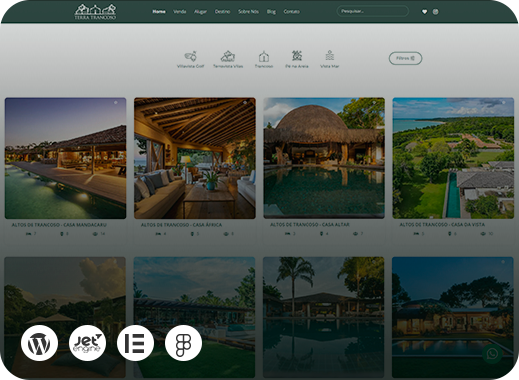 TERRA TRANCOSO
Home Venda Alugar Destino Sobre Nós Blog Contato
Pesquisar...
Villaggio Golf Terravista Villas Trancoso Pé na areia Vista Mar
Filtros
ALTOS DE TRANCOSO - CASA MANDACARU
ALTOS DE TRANCOSO - CASA ÁFRICA
ALTOS DE TRANCOSO - CASA ALTAR
ALTOS DE TRANCOSO - CASA DA VISTA
Jet
engine